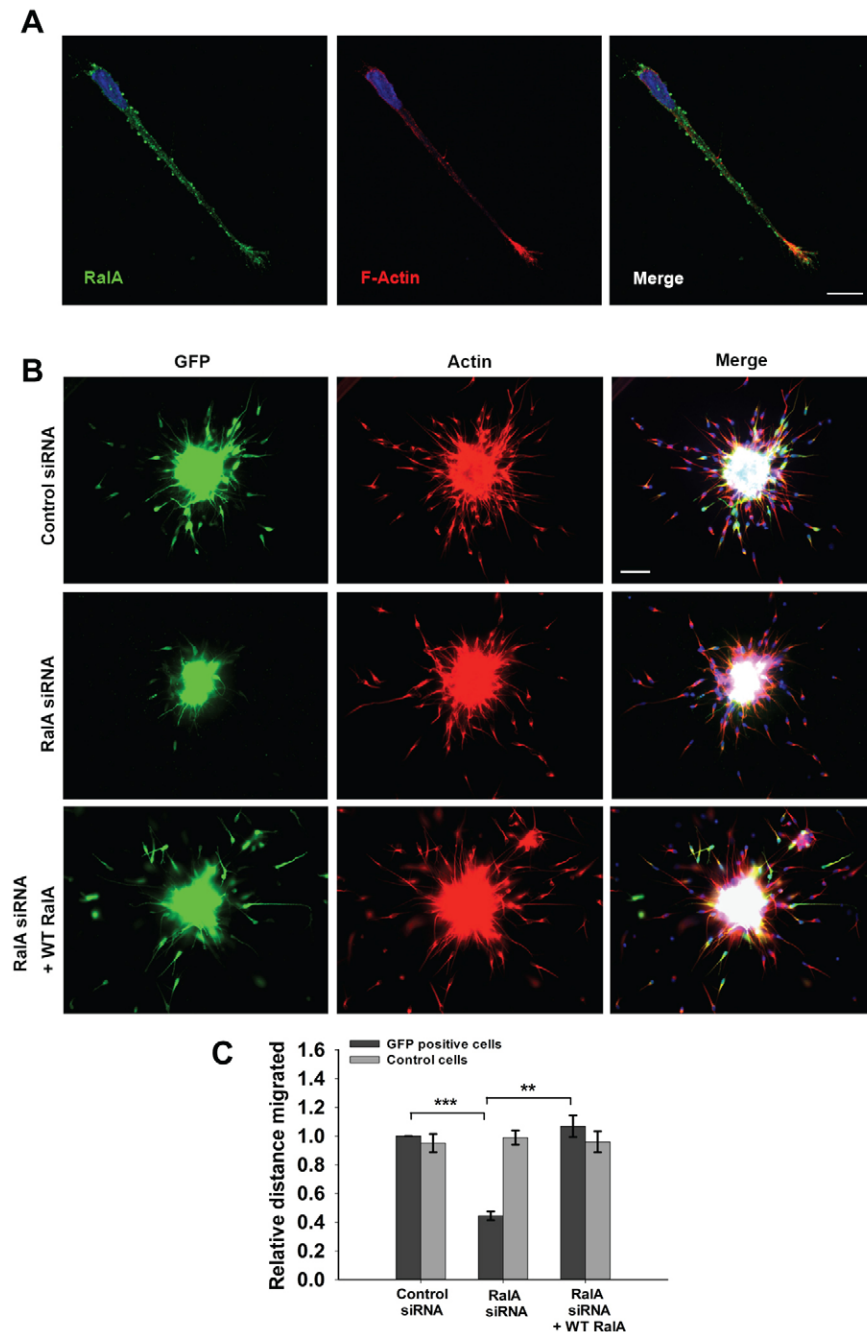 A
RalA
F-Actin
Merge
B
GFP
Actin
Merge
Control siRNA
RalA siRNA
RalA siRNA
+ WT RalA
C
GFP positive cells
Control cells
Relative distance migrated
1.6
1.4
1.2
1.0
0.8
0.6
0.4
0.2
0.0
***
**
Control
siRNA
RalA
siRNA
RalA
siRNA
+ WT RalA